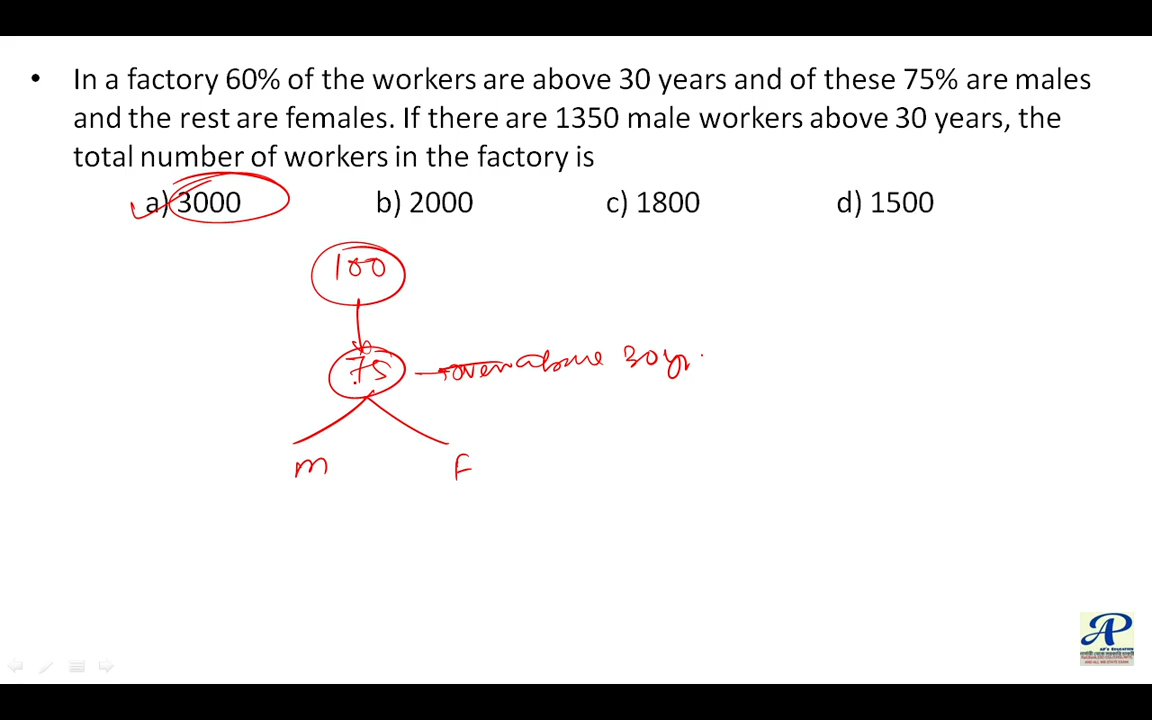 • In a factory 60% of the workers are above 30 years and of these 75% are males
and the rest are females. If there are 1350 male workers above 30 years, the
total number of workers in the factory is
a) 3000 b) 2000 c) 1800 d) 1500
100
75 above 30 yr.
m F
AP